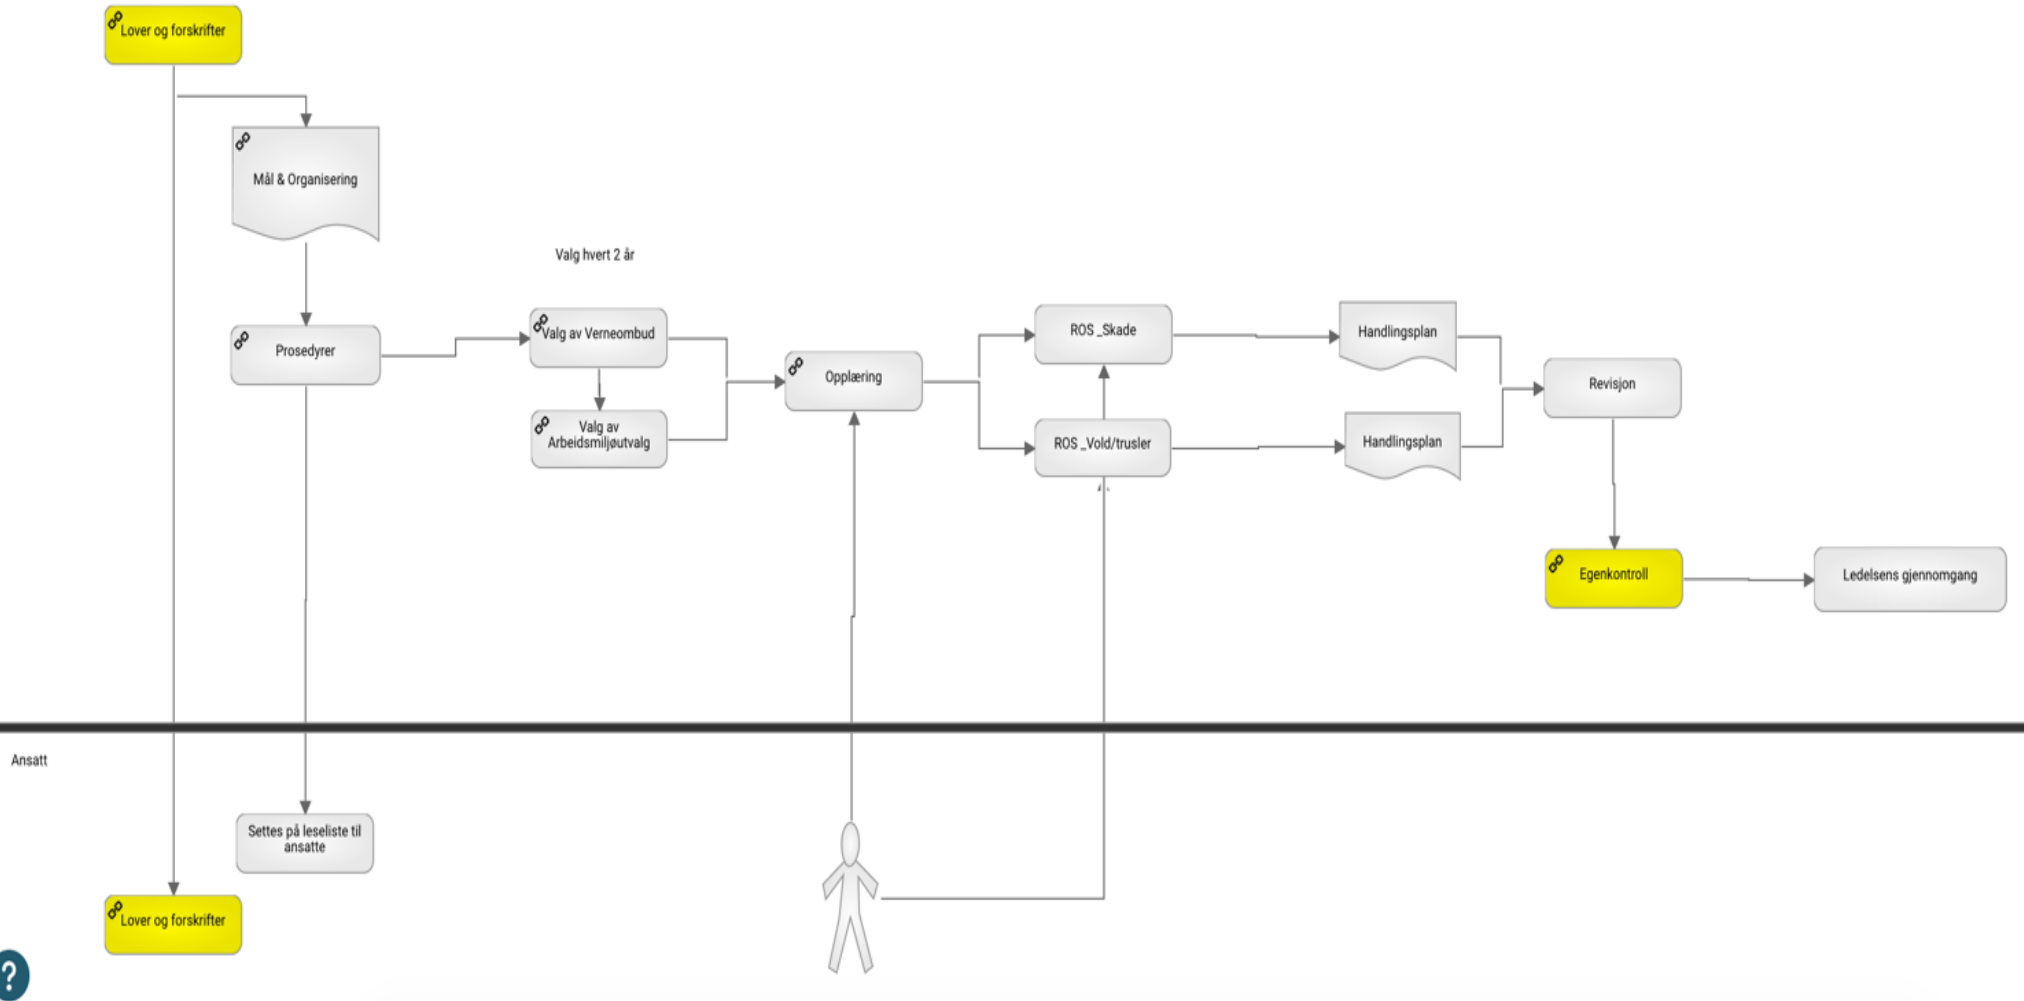 Lover og forskrifter
Mål & Organisering
Valg hvert 2 år
Prosedyrer
Valg av Verneombud
Valg av
Arbeidsmiljøutvalg
Opplæring
ROS _Skade
ROS _Vold/trusler
Handlingsplan
Handlingsplan
Revisjon
Egenkontroll
Ledelsens gjennomgang
Ansatt
Settes på leseliste til
ansatte
Lover og forskrifter
?